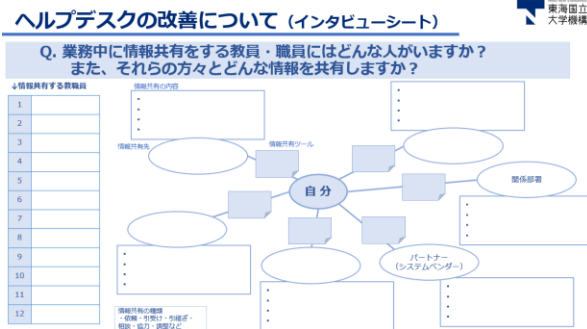 ヘルプデスクの改善について（インタビューシート）
東海国立
大学機構
Q. 業務中に情報共有をする教員・職員にはどんな人がいますか？
また、それらの方々とどんな情報を共有しますか？
↓情報共有する教職員
1
2
3
4
5
6
7
8
9
10
11
12
情報共有の内容
情報共有先
情報共有ツール
自分
関係部署
パートナー
（システムベンダー）
情報共有の種類
・依頼・引受け・引継ぎ・
相談・協力・調整など